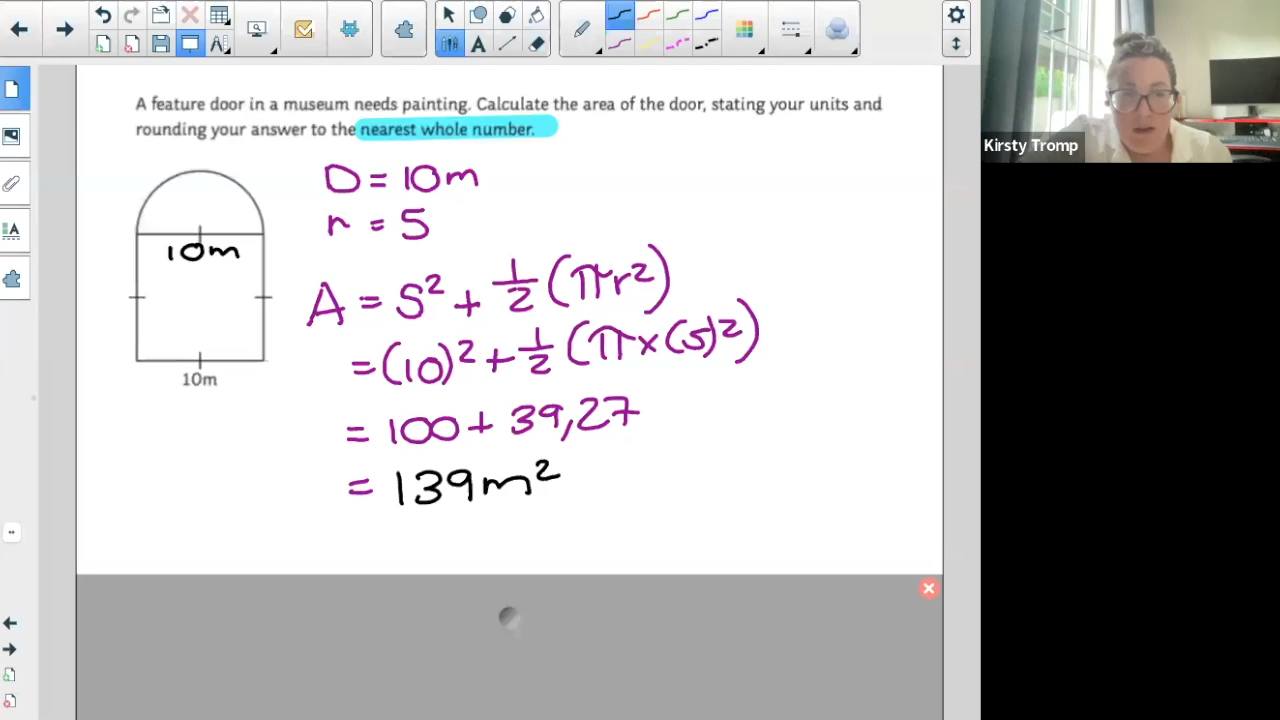 A feature door in a museum needs painting. Calculate the area of the door, stating your units and
rounding your answer to the nearest whole number.
Kirsty Tromp
D = 10m
r = 5
10m
A = S² + 1/2 (πr²)
= (10)² + 1/2 (π × (5)²)
10m
= 100 + 39,27
= 139m²